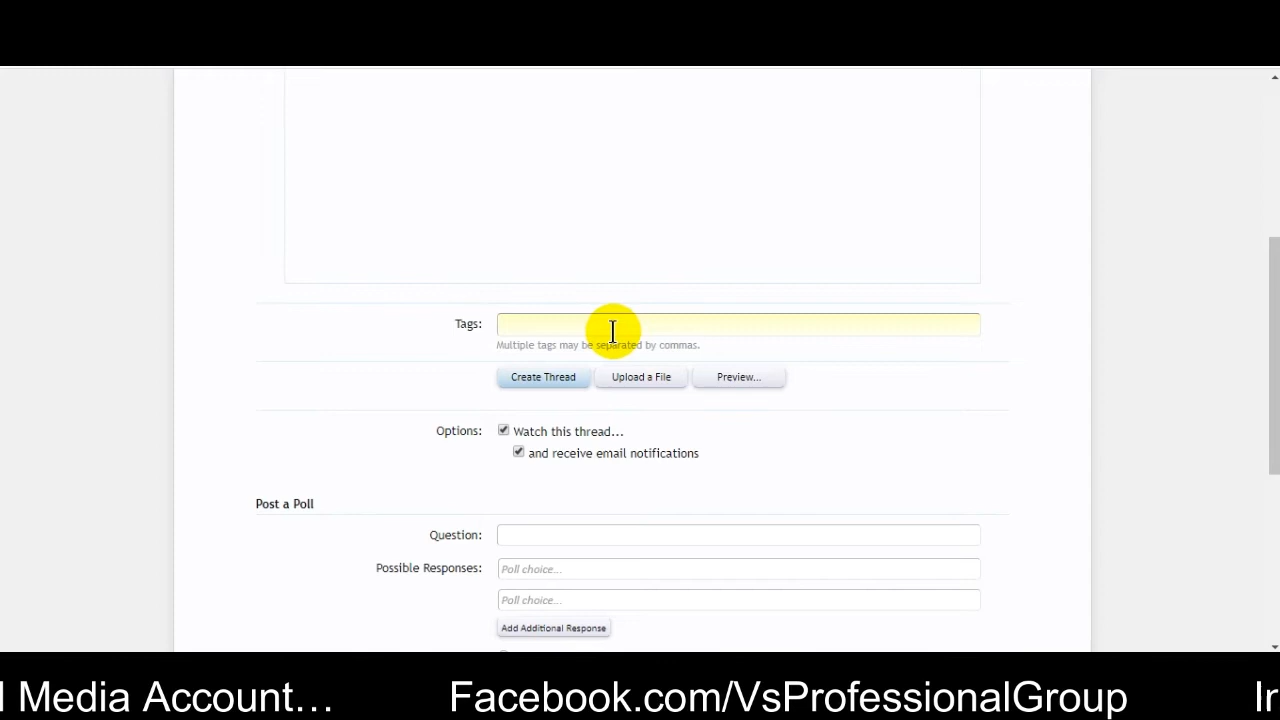 Tags:
Multiple tags may be separated by commas.
Create Thread
Upload a File
Preview...
Options:
Watch this thread...
and receive email notifications
Post a Poll
Question:
Possible Responses:
Poll choice...
Poll choice...
Add Additional Response
Media Account... Facebook.com/VsProfessionalGroup